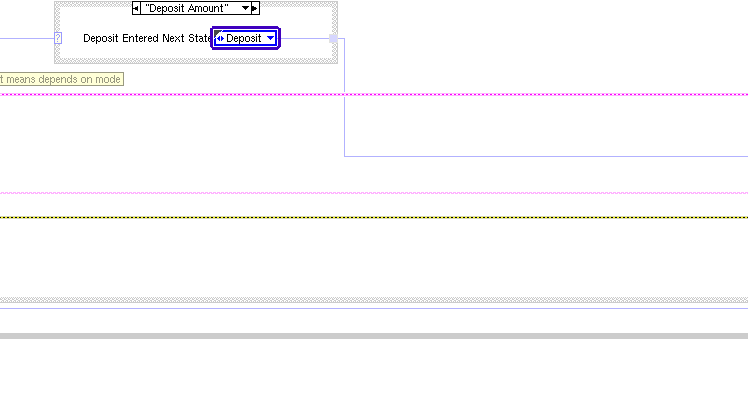 "Deposit Amount"
?
Deposit Entered Next State
Deposit
t means depends on mode